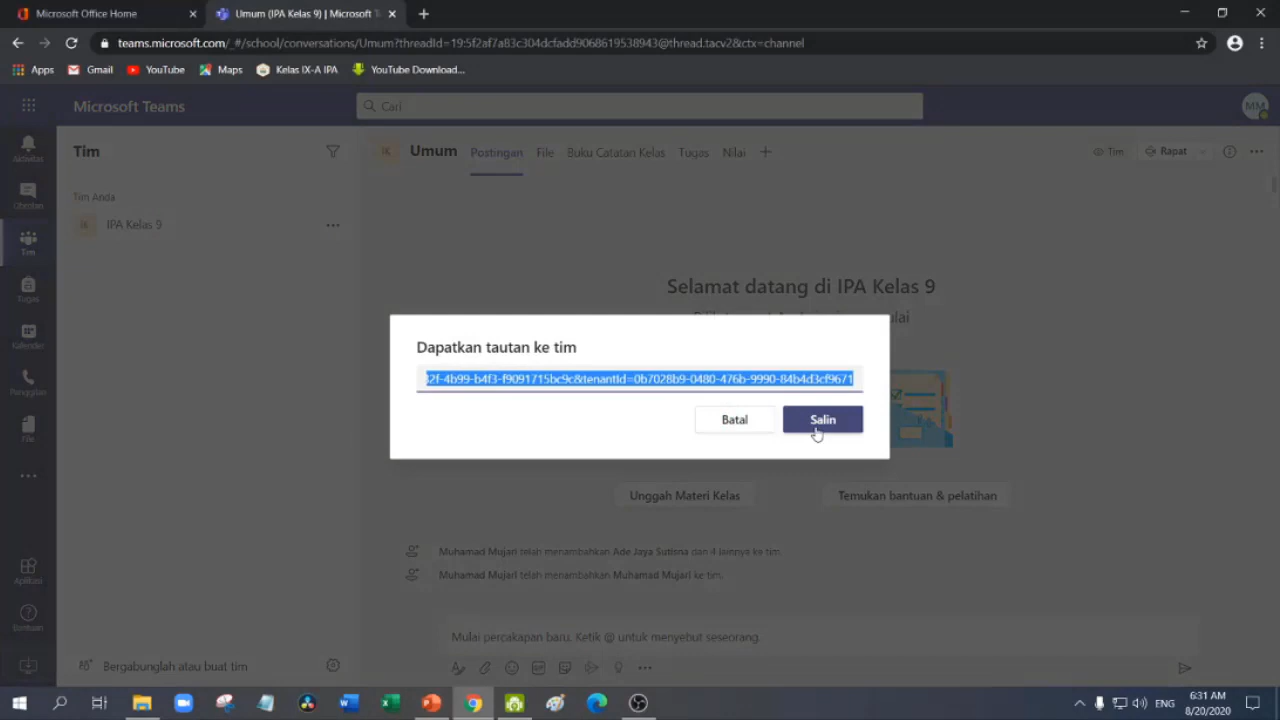 Microsoft Office Home
Umum (IPA Kelas 9) | Microsoft T
teams.microsoft.com/_#/school/conversations/Umum?threadId=19:5f2af7a83c304dcfadd9068619538943@thread.tacv2&ctx=channel
Apps
Gmail
YouTube
Maps
Kelas IX-A IPA
YouTube Download...
Microsoft Teams
Cari
MM
Aktivitas
Obrolan
Tim
Tugas
Kalender
Panggilan
File
Aplikasi
Bantuan
Tim
Tim Anda
IK
IPA Kelas 9
Bergabunglah atau buat tim
IK
Umum
Postingan
File
Buku Catatan Kelas
Tugas
Nilai
Tim
Rapat
Selamat datang di IPA Kelas 9
Dapatkan tautan ke tim
32f-4b99-b4f3-f9091715bc9c&tenantId=0b7028b9-0480-476b-9990-84b4d3cf9671
Batal
Salin
Unggah Materi Kelas
Temukan bantuan & pelatihan
Muhamad Mujari telah menambahkan Ade Jaya Sutisna dan 4 lainnya ke tim.
Muhamad Mujari telah menambahkan Muhamad Mujari ke tim.
Mulai percakapan baru. Ketik @ untuk menyebut seseorang.
ENG
6:31 AM
8/20/2020